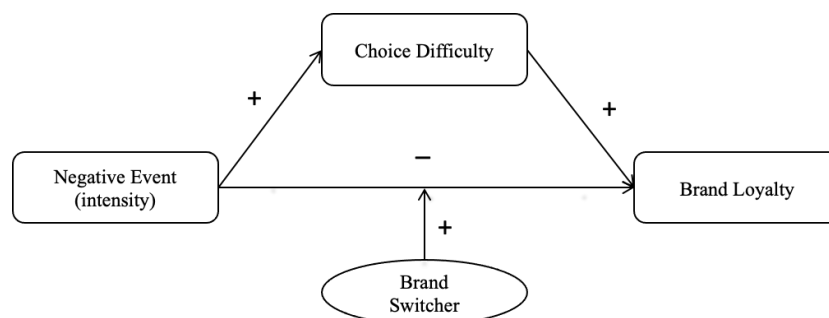 Choice Difficulty
+
+
−
Negative Event
(intensity)
Brand Loyalty
+
Brand
Switcher